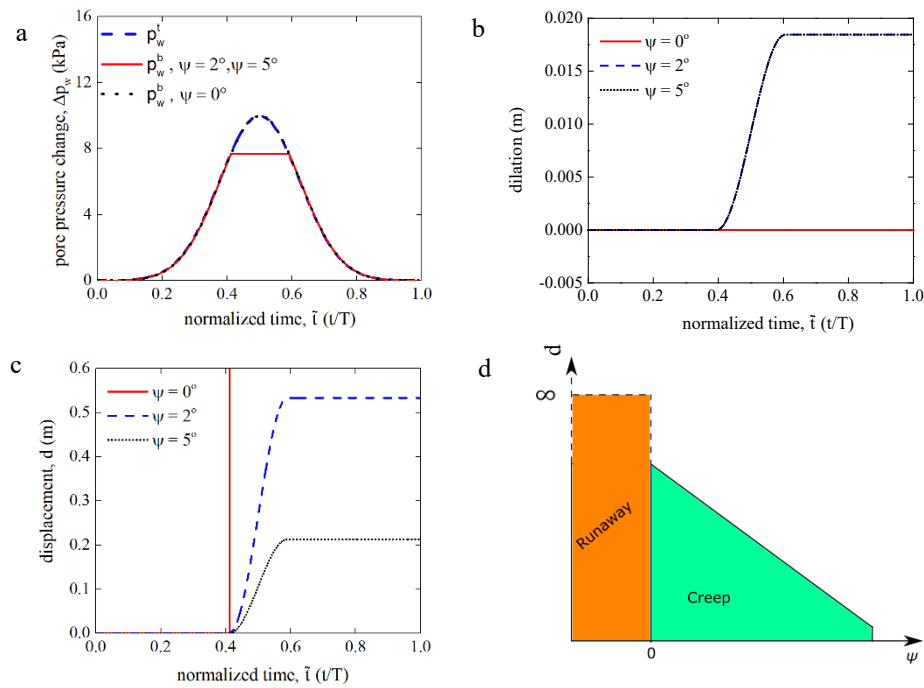 a
16
12
8
4
0
pore pressure change, Δp_w (kPa)
p_w^t
p_w^b , ψ = 2°,ψ = 5°
p_w^b , ψ = 0°
0.0 0.2 0.4 0.6 0.8 1.0
normalized time, t̃ (t/T)
b
0.020
0.015
0.010
0.005
0.000
-0.005
dilation (m)
ψ = 0°
ψ = 2°
ψ = 5°
0.0 0.2 0.4 0.6 0.8 1.0
normalized time, t̃ (t/T)
c
0.6
0.5
0.4
0.3
0.2
0.1
0.0
displacement, d (m)
ψ = 0°
ψ = 2°
ψ = 5°
0.0 0.2 0.4 0.6 0.8 1.0
normalized time, t̃ (t/T)
d
d
∞
Runaway
Creep
0
ψ